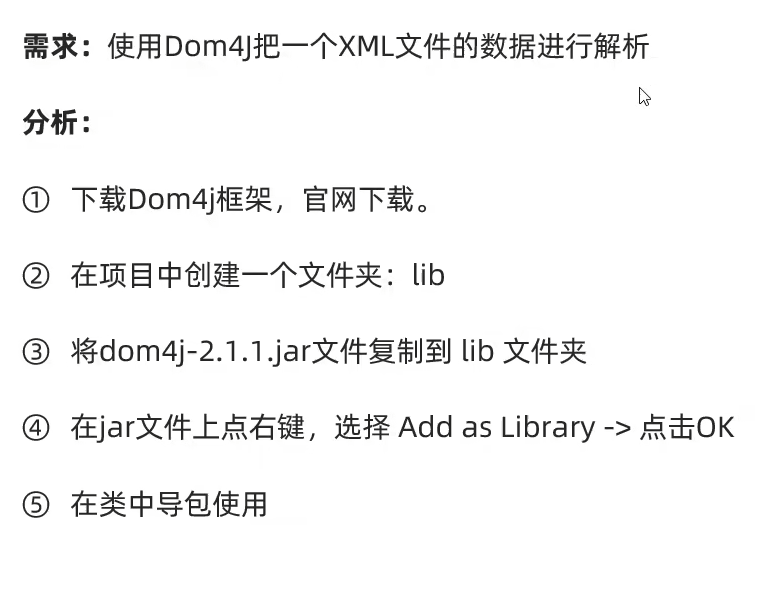 需求：使用Dom4J把一个XML文件的数据进行解析
分析：
① 下载Dom4j框架，官网下载。
② 在项目中创建一个文件夹：lib
③ 将dom4j-2.1.1.jar文件复制到 lib 文件夹
④ 在jar文件上点右键，选择 Add as Library -> 点击OK
⑤ 在类中导包使用